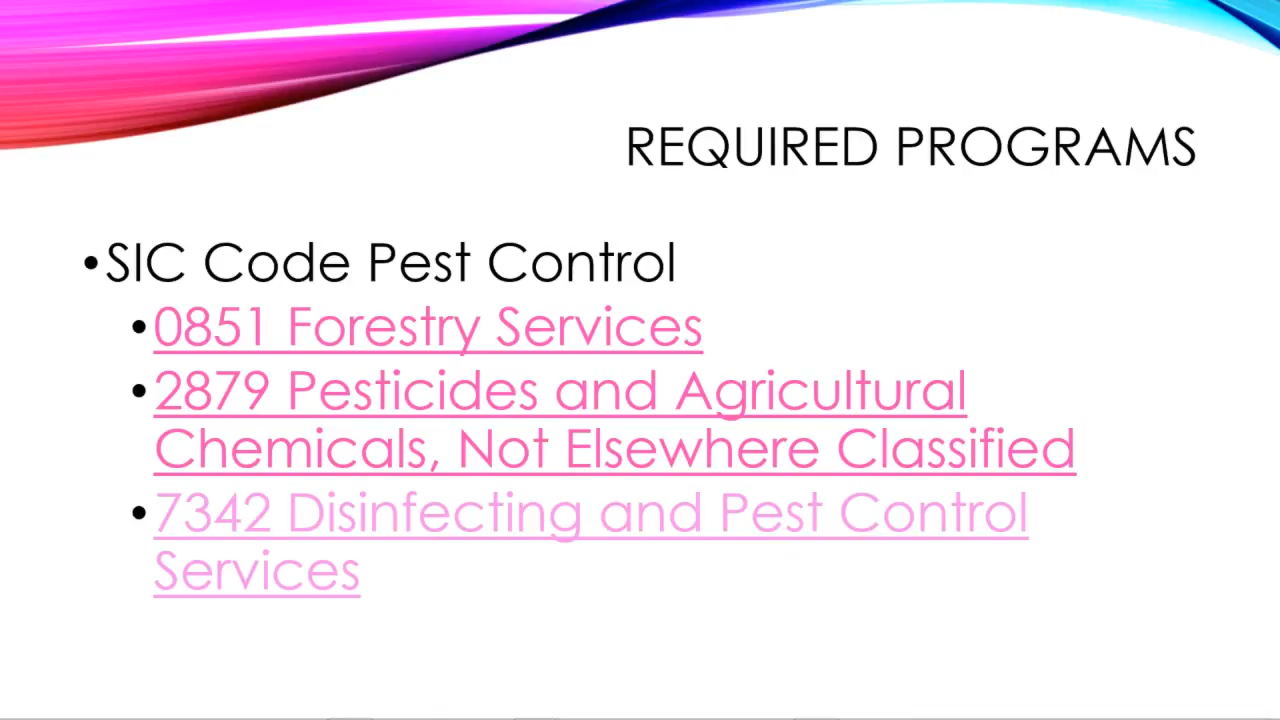 REQUIRED PROGRAMS
•SIC Code Pest Control
•0851 Forestry Services
•2879 Pesticides and Agricultural
Chemicals, Not Elsewhere Classified
•7342 Disinfecting and Pest Control
Services